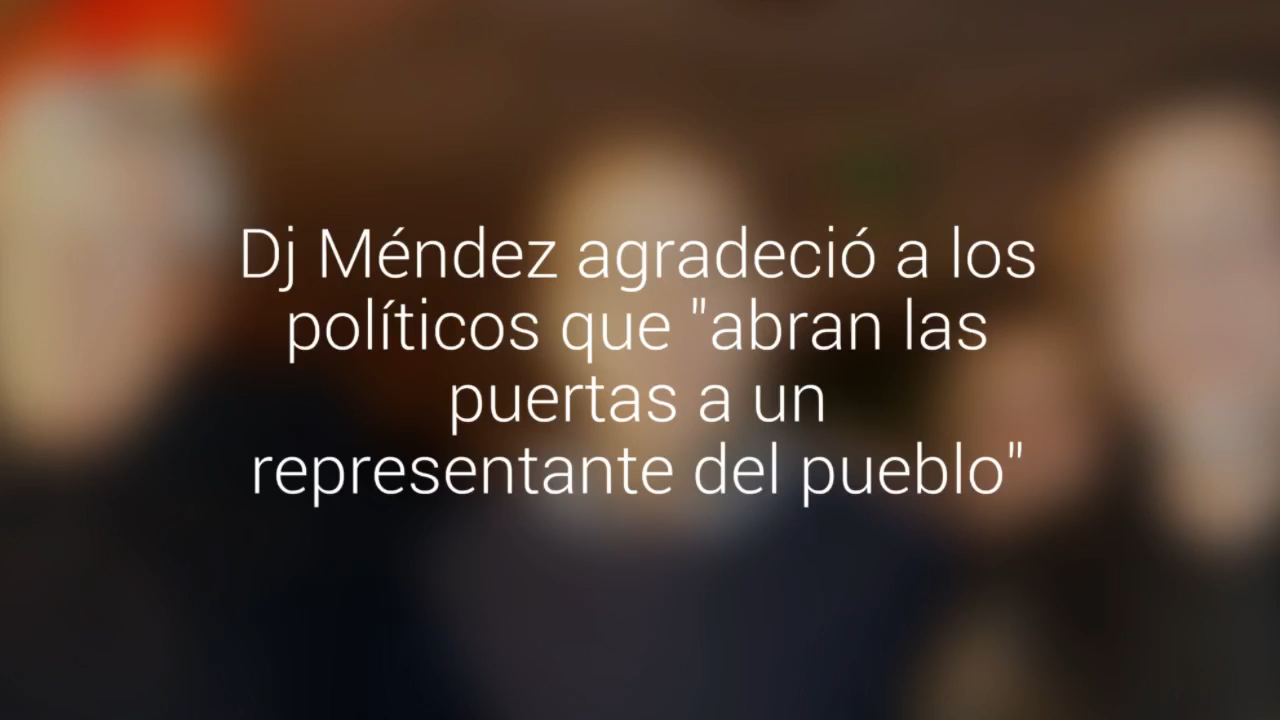 Dj Méndez agradeció a los
políticos que "abran las
puertas a un
representante del pueblo"